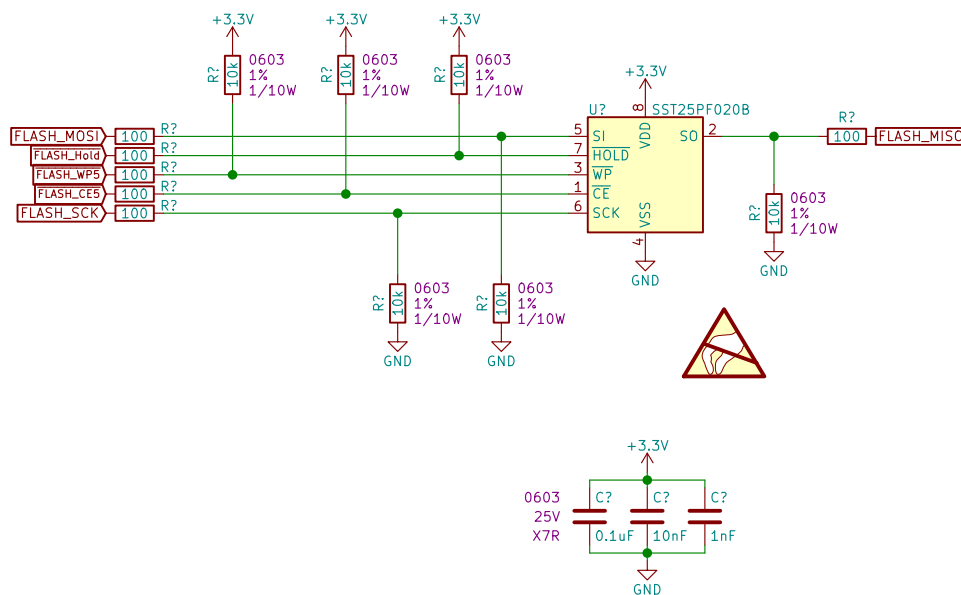 +3.3V +3.3V +3.3V
R? 10k 0603 1% 1/10W
R? 10k 0603 1% 1/10W
R? 10k 0603 1% 1/10W
+3.3V
U? SST25PF020B
8 VDD
FLASH_MOSI 100 R? 5 SI
FLASH_Hold 100 R? 7 HOLD
FLASH_WP5 100 R? 3 WP
FLASH_CE5 100 R? 1 CE
FLASH_SCK 100 R? 6 SCK
SO 2
R?
100 FLASH_MISO
VSS 4
GND
R? 10k 0603 1% 1/10W
GND
R? 10k 0603 1% 1/10W
GND
R? 10k 0603 1% 1/10W
GND
+3.3V
0603 C? C? C?
25V
X7R 0.1uF 10nF 1nF
GND